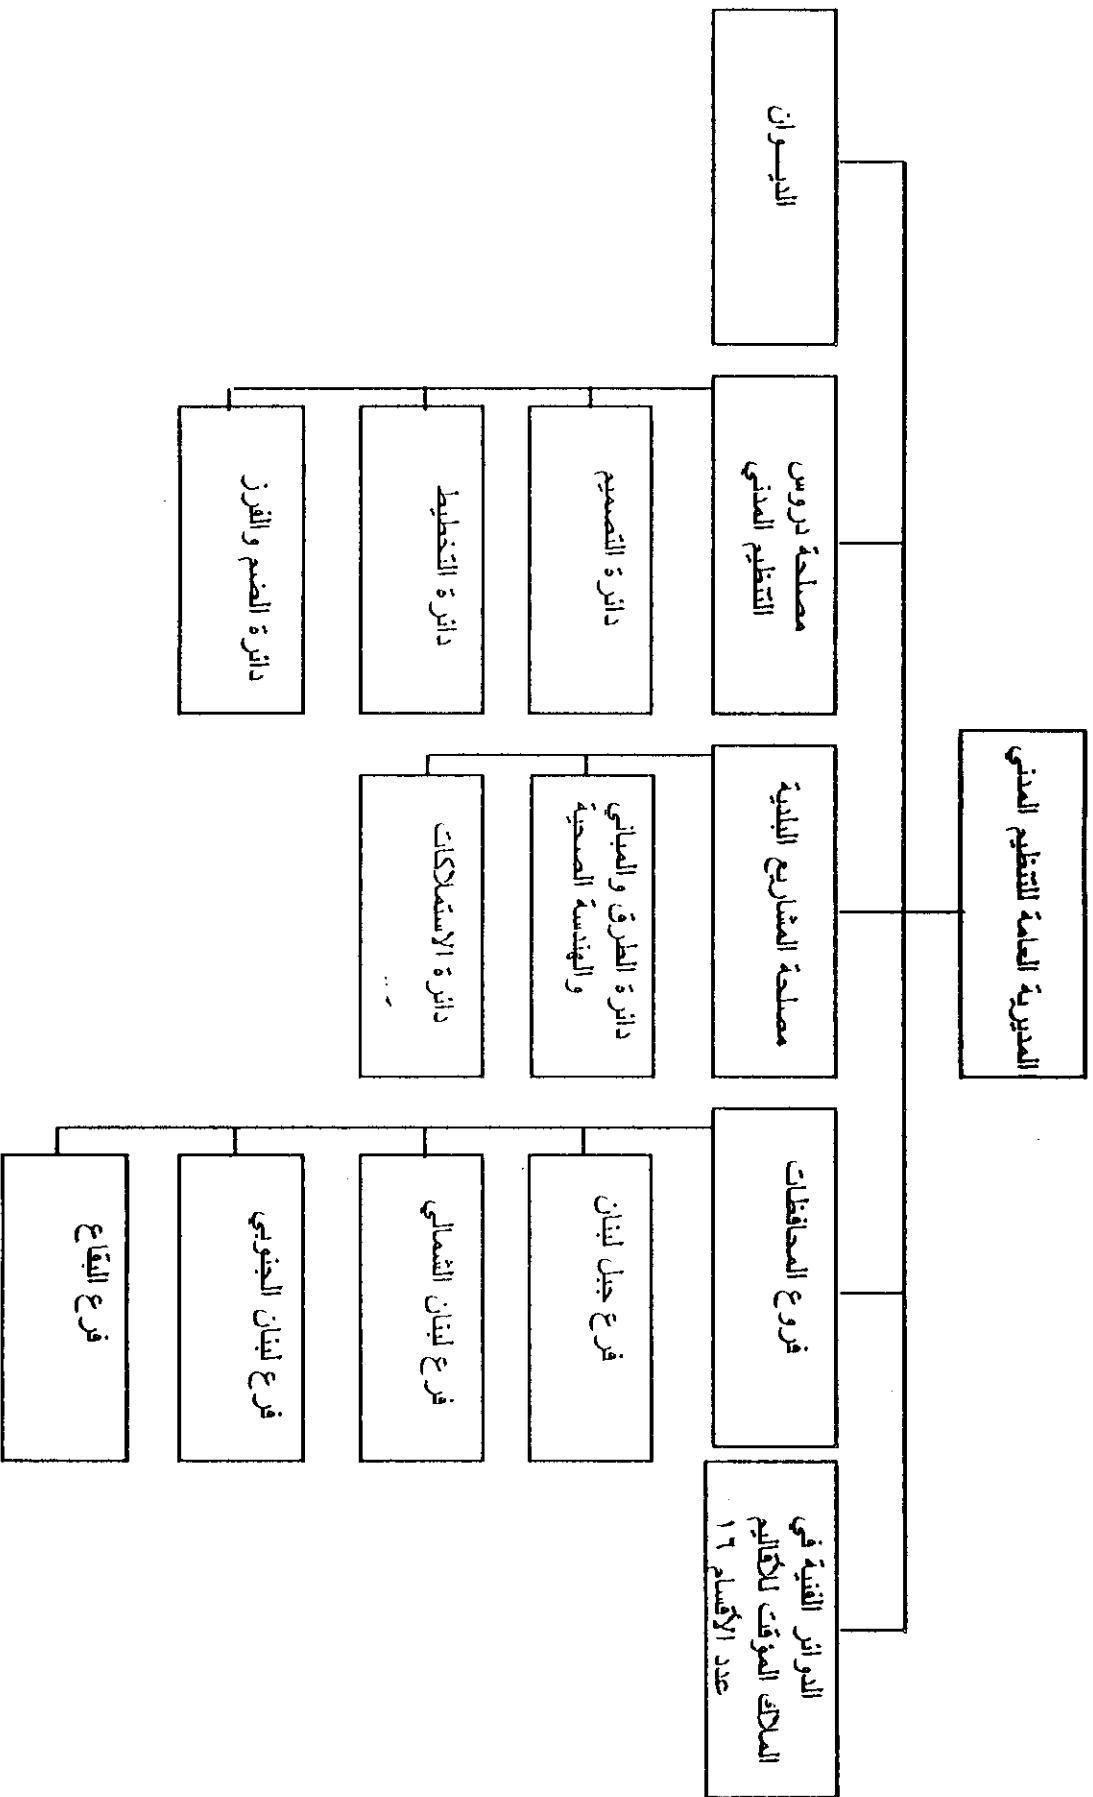 المديرية العامة للتنظيم المدني
الديــوان
مصلحة دروس
التنظيم المدني
دائرة التصميم
دائرة التخطيط
دائرة الضم والفرز
مصلحة المشاريع البلدية
دائرة الطرق والمباني
والهندسة الصحية
دائرة الاستملاكات
فروع المحافظات
فرع جبل لبنان
فرع لبنان الشمالي
فرع لبنان الجنوبي
فرع البقاع
الدوائر الفنية في
الملاك المؤقت للأقاليم
عدد الأقسام ١٦